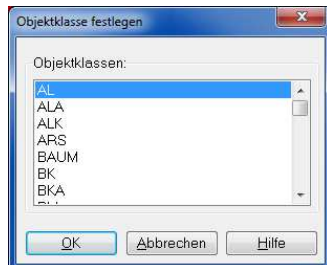 Objektklasse festlegen
Objektklassen:
AL
ALA
ALK
ARS
BAUM
BK
BKA
OK Abbrechen Hilfe